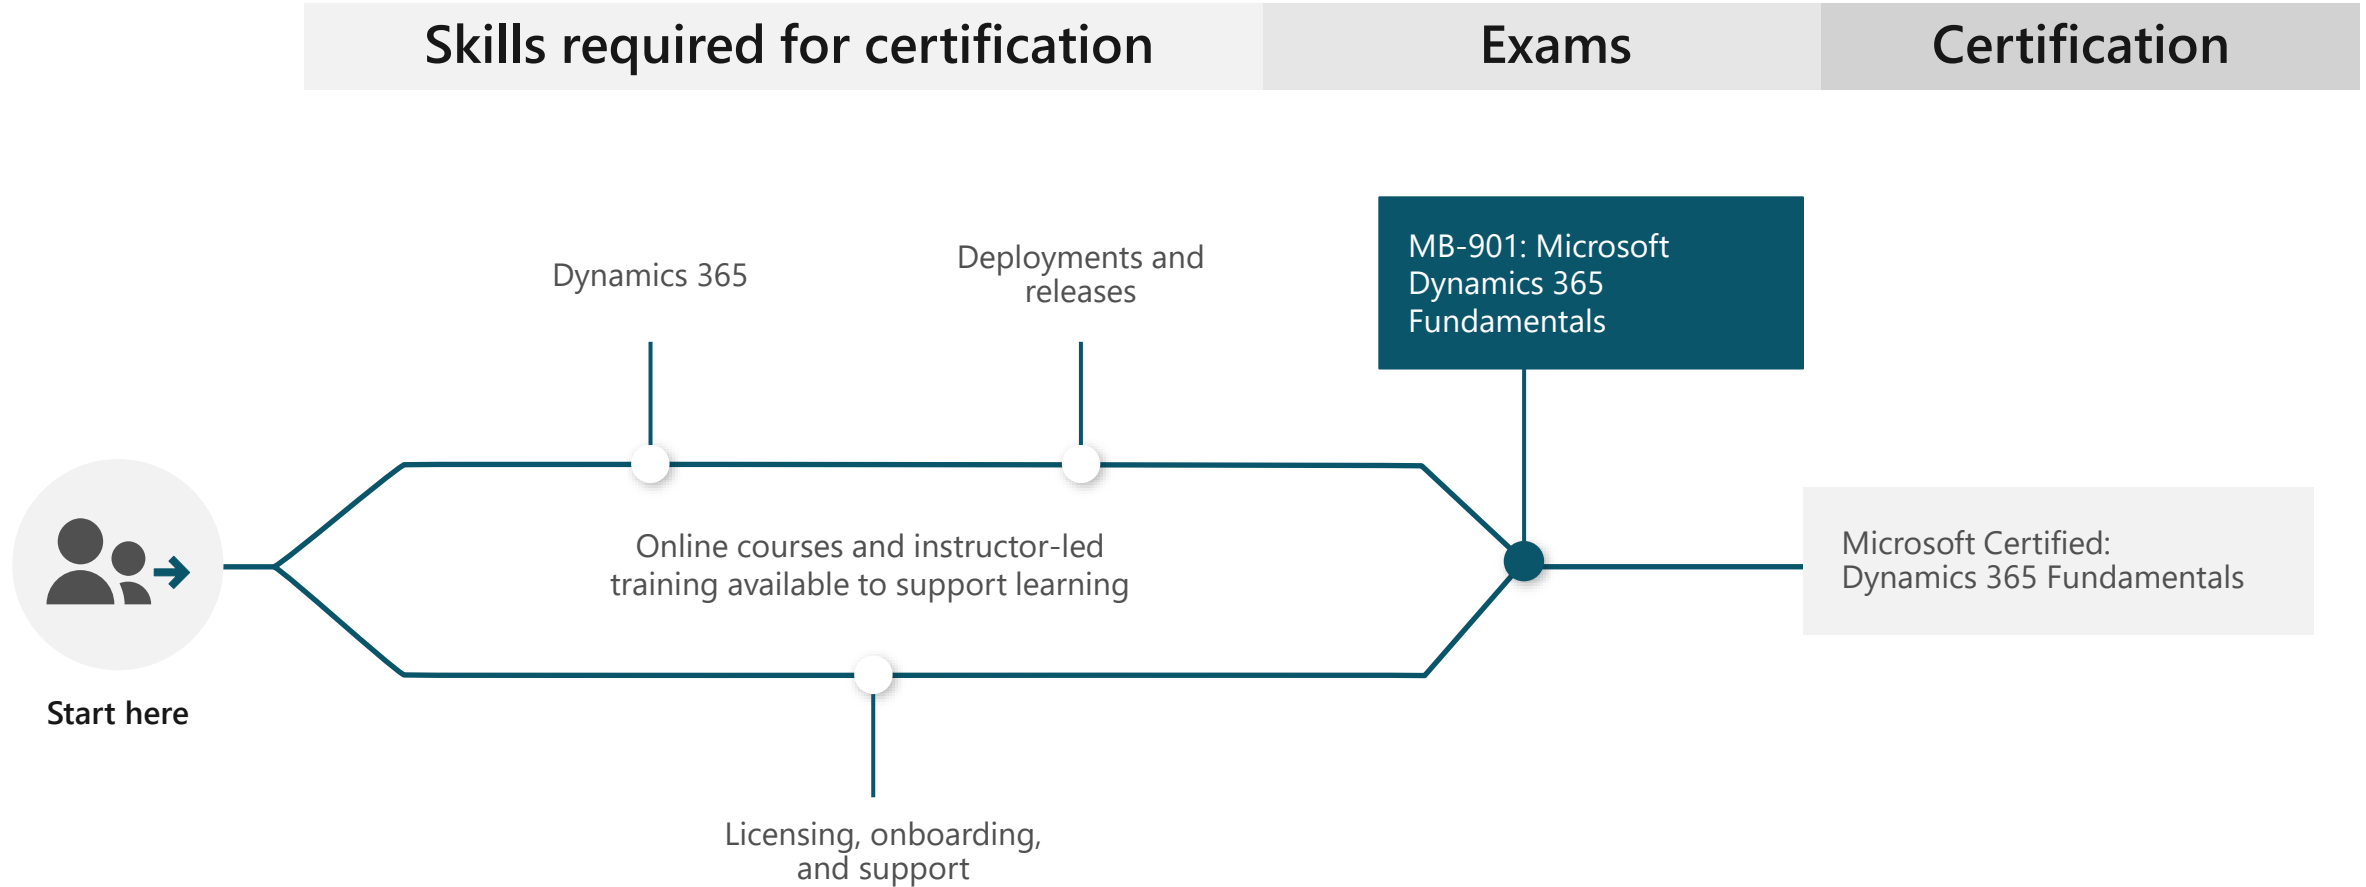 Skills required for certification
Exams
Certification
Dynamics 365
Deployments and
releases
MB-901: Microsoft
Dynamics 365
Fundamentals
Online courses and instructor-led
training available to support learning
Microsoft Certified:
Dynamics 365 Fundamentals
Start here
Licensing, onboarding,
and support